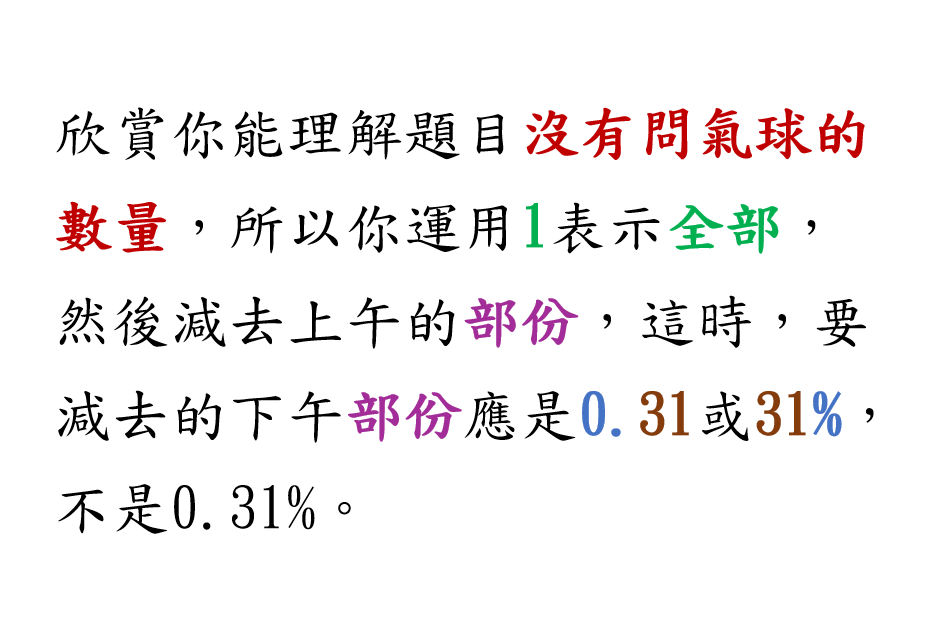 欣賞你能理解題目沒有問氣球的
數量，所以你運用1表示全部，
然後減去上午的部份，這時，要
減去的下午部份應是0.31或31%，
不是0.31%。